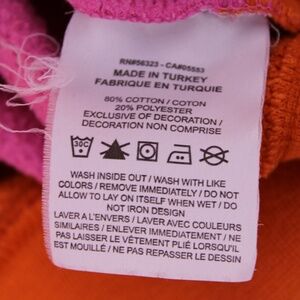 RN#56323 - CA#05553
MADE IN TURKEY
FABRIQUE EN TURQUIE
80% COTTON / COTON
20% POLYESTER
EXCLUSIVE OF DECORATION /
DECORATION NON COMPRISE
30C
WASH INSIDE OUT / WASH WITH LIKE
COLORS / REMOVE IMMEDIATELY / DO NOT
ALLOW TO LAY ON ITSELF WHEN WET / DO
NOT IRON DESIGN
LAVER A L'ENVERS / LAVER AVEC COULEURS
SIMILAIRES / ENLEVER IMMEDIATEMENT / NE
PAS LAISSER LE VÊTEMENT PLIÉ LORSQU'IL
EST MOUILLÉ / NE PAS REPASSER LE DESSIN